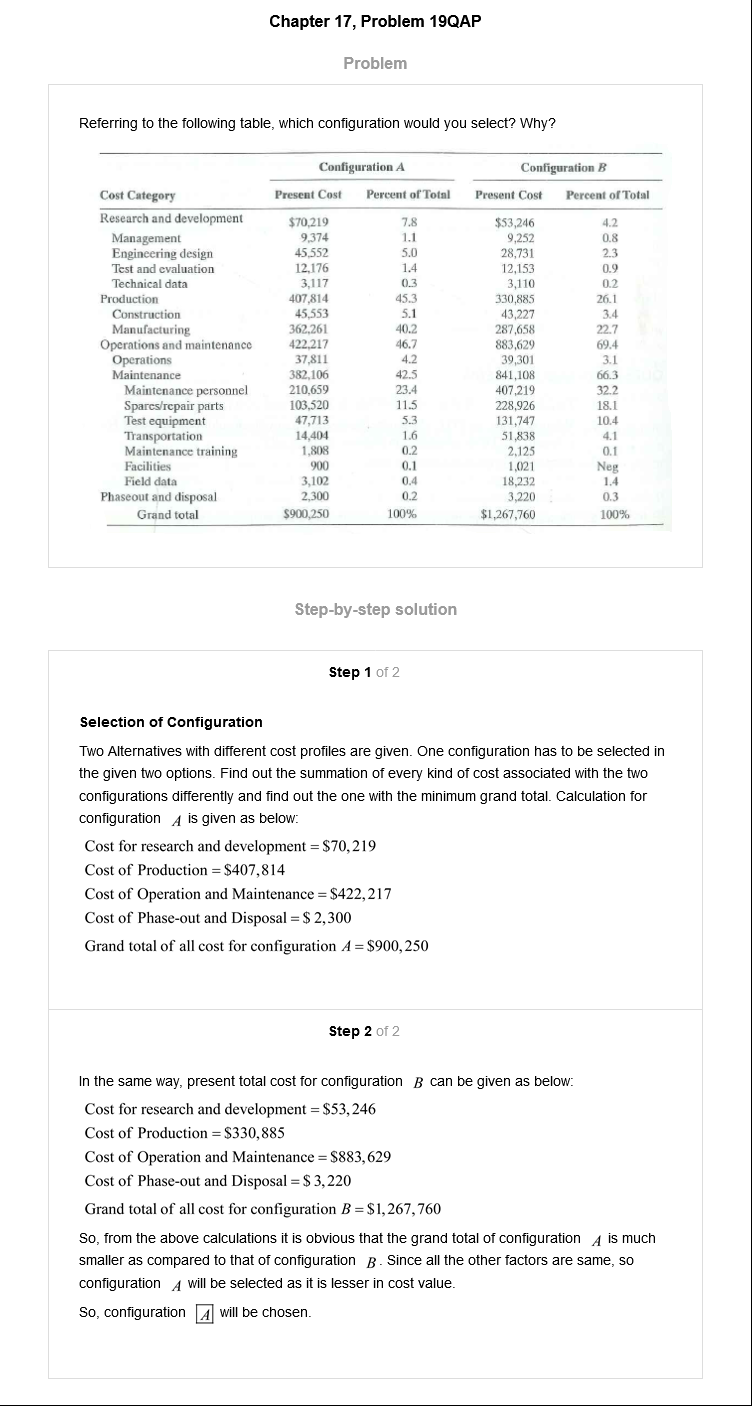 Chapter 17, Problem 19QAP
Problem
Referring to the following table, which configuration would you select? Why?
Configuration A Configuration B
Cost Category Present Cost Percent of Total Present Cost Percent of Total
Research and development $70,219 7.8 $53,246 4.2
Management 9,374 1.1 9,252 0.8
Engineering design 45,552 5.0 28,731 2.3
Test and evaluation 12,176 1.4 12,153 0.9
Technical data 3,117 0.3 3,110 0.2
Production 407,814 45.3 330,885 26.1
Construction 45,553 5.1 43,227 3.4
Manufacturing 362,261 40.2 287,658 22.7
Operations and maintenance 422,217 46.7 883,629 69.4
Operations 37,811 4.2 39,301 3.1
Maintenance 382,106 42.5 841,108 66.3
Maintenance personnel 210,659 23.4 407,219 32.2
Spares/repair parts 103,520 11.5 228,926 18.1
Test equipment 47,713 5.3 131,747 10.4
Transportation 14,404 1.6 51,838 4.1
Maintenance training 1,808 0.2 2,125 0.1
Facilities 900 0.1 1,021 Neg
Field data 3,102 0.4 18,232 1.4
Phaseout and disposal 2,300 0.2 3,220 0.3
Grand total $900,250 100% $1,267,760 100%
Step-by-step solution
Step 1 of 2
Selection of Configuration
Two Alternatives with different cost profiles are given. One configuration has to be selected in
the given two options. Find out the summation of every kind of cost associated with the two
configurations differently and find out the one with the minimum grand total. Calculation for
configuration A is given as below:
Cost for research and development = $70,219
Cost of Production = $407,814
Cost of Operation and Maintenance = $422,217
Cost of Phase-out and Disposal = $ 2,300
Grand total of all cost for configuration A = $900,250
Step 2 of 2
In the same way, present total cost for configuration B can be given as below:
Cost for research and development = $53,246
Cost of Production = $330,885
Cost of Operation and Maintenance = $883,629
Cost of Phase-out and Disposal = $ 3,220
Grand total of all cost for configuration B = $1,267,760
So, from the above calculations it is obvious that the grand total of configuration A is much
smaller as compared to that of configuration B. Since all the other factors are same, so
configuration A will be selected as it is lesser in cost value.
So, configuration A will be chosen.